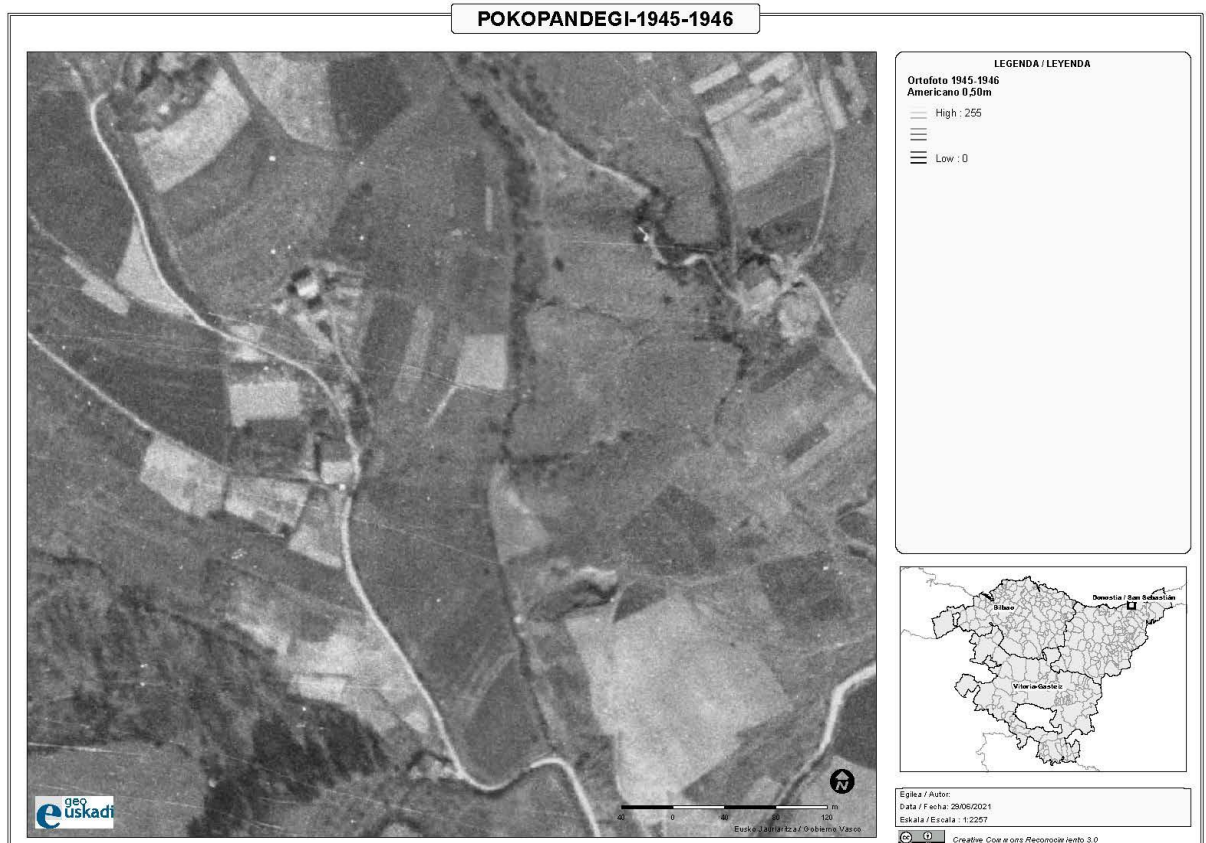 POKOPANDEGI-1945-1946
LEGENDA / LEYENDA
Ortofoto 1945-1946
Americano 0,50m
High : 255
Low : 0
Bilbao
Donostia / San Sebastián
Vitoria-Gasteiz
geo
euskadi
40 0 40 80 120 m
Eusko Jaurlaritza / Gobierno Vasco
Egilea / Autor:
Data / Fecha: 29/06/2021
Eskala / Escala : 1:2257
cc
Creative Commons Reconocimiento 3.0